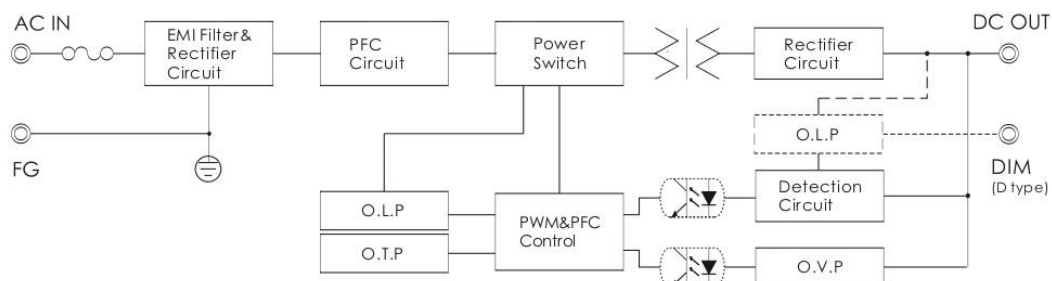 AC IN
EMI Filter&
Rectifier
Circuit
PFC
Circuit
Power
Switch
Rectifier
Circuit
DC OUT
FG
O.L.P
DIM
(D type)
O.L.P
O.T.P
PWM&PFC
Control
Detection
Circuit
O.V.P